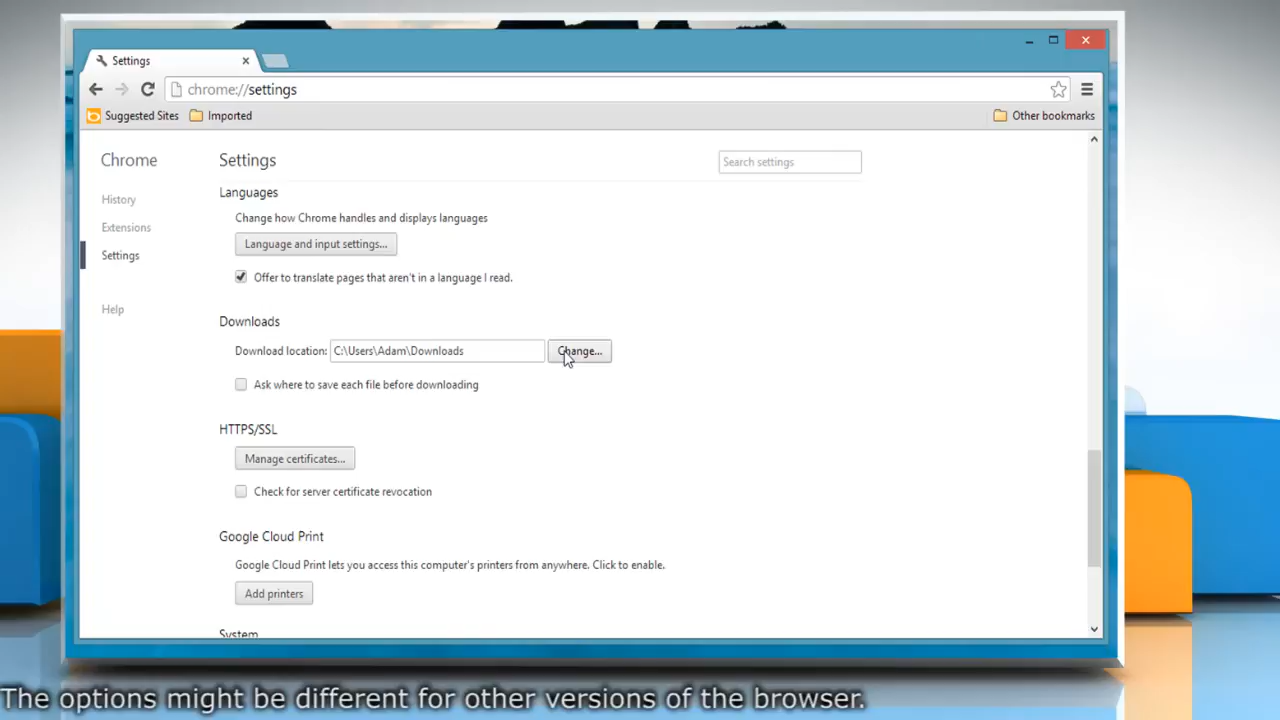 Settings
chrome://settings
Suggested Sites Imported Other bookmarks
Chrome Settings Search settings
History
Extensions
Settings
Help
Languages
Change how Chrome handles and displays languages
Language and input settings...
Offer to translate pages that aren't in a language I read.
Downloads
Download location: C:\Users\Adam\Downloads Change...
Ask where to save each file before downloading
HTTPS/SSL
Manage certificates...
Check for server certificate revocation
Google Cloud Print
Google Cloud Print lets you access this computer's printers from anywhere. Click to enable.
Add printers
System
The options might be different for other versions of the browser.